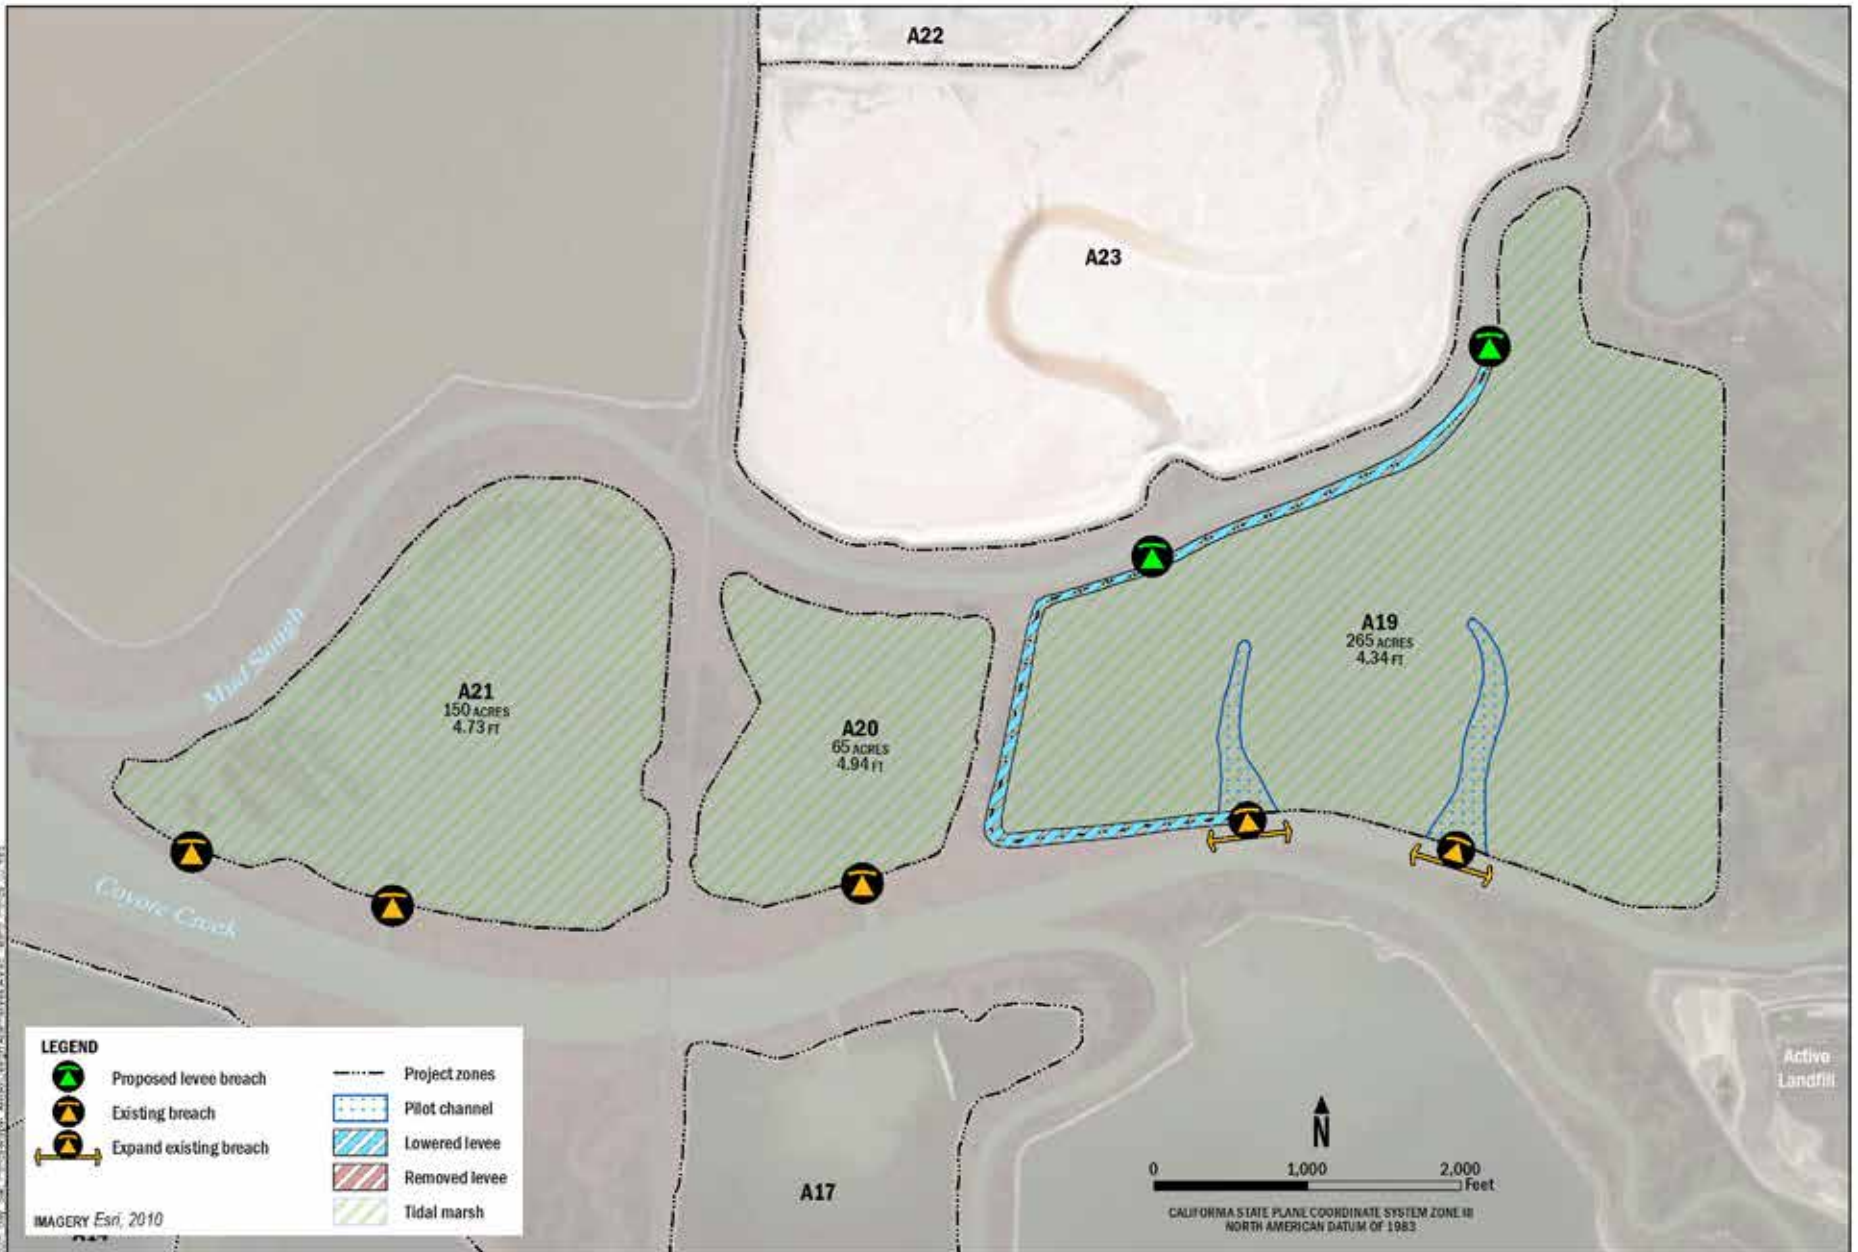 A22
A23
A19
265 ACRES
4.34 FT
A21
150 ACRES
4.73 FT
A20
65 ACRES
4.94 FT
Mud Slough
Coyote Creek
A17
Active
Landfill
LEGEND
Proposed levee breach
Existing breach
Expand existing breach
Project zones
Pilot channel
Lowered levee
Removed levee
Tidal marsh
IMAGERY Esri, 2010
N
0 1,000 2,000
Feet
CALIFORNIA STATE PLANE COORDINATE SYSTEM ZONE III
NORTH AMERICAN DATUM OF 1983